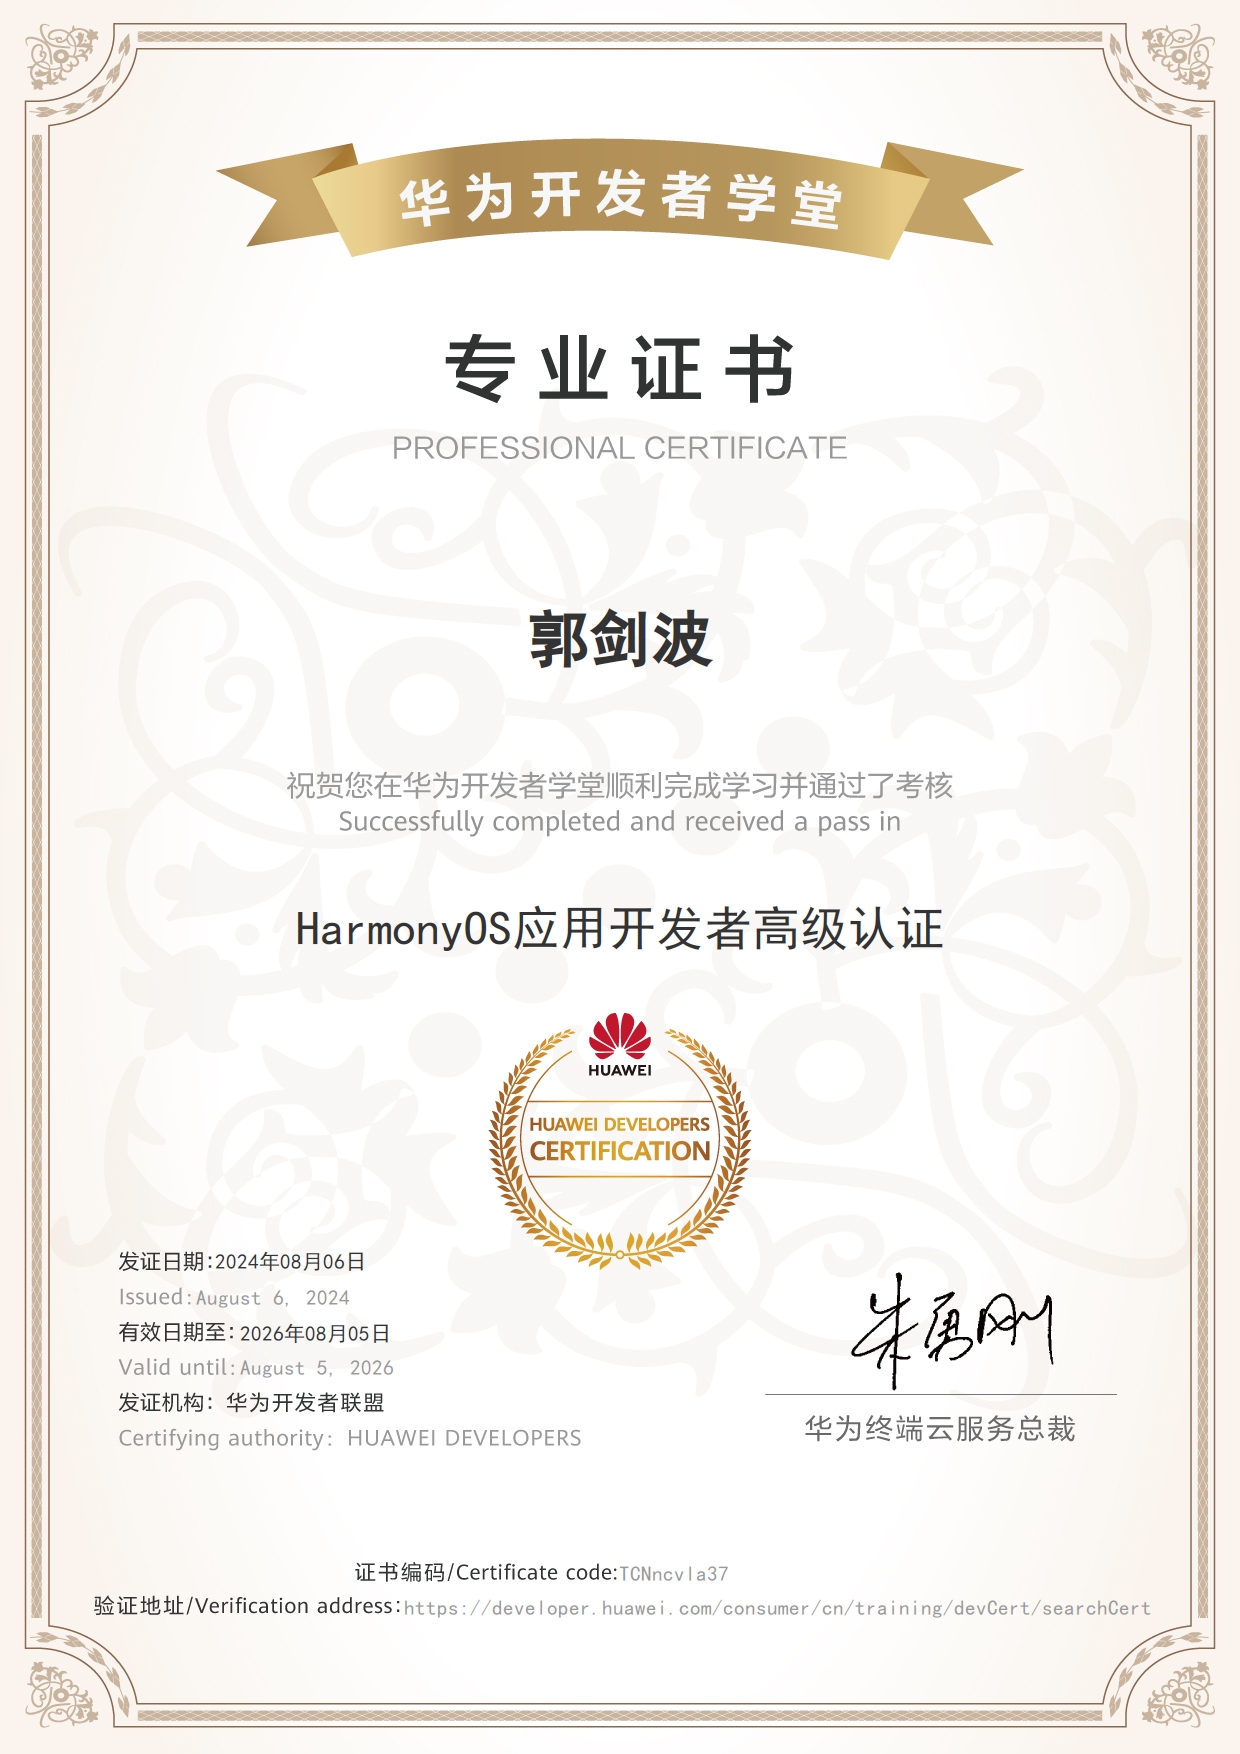 华为开发者学堂
专业证书
PROFESSIONAL CERTIFICATE
郭剑波
祝贺您在华为开发者学堂顺利完成学习并通过了考核
Successfully completed and received a pass in
HarmonyOS应用开发者高级认证
HUAWEI
HUAWEI DEVELOPERS
CERTIFICATION
发证日期:2024年08月06日
Issued:August 6, 2024
有效日期至:2026年08月05日
Valid until:August 5, 2026
发证机构: 华为开发者联盟
Certifying authority: HUAWEI DEVELOPERS
朱勇刚
华为终端云服务总裁
证书编码/Certificate code:TCNncvla37
验证地址/Verification address:https://developer.huawei.com/consumer/cn/training/devCert/searchCert